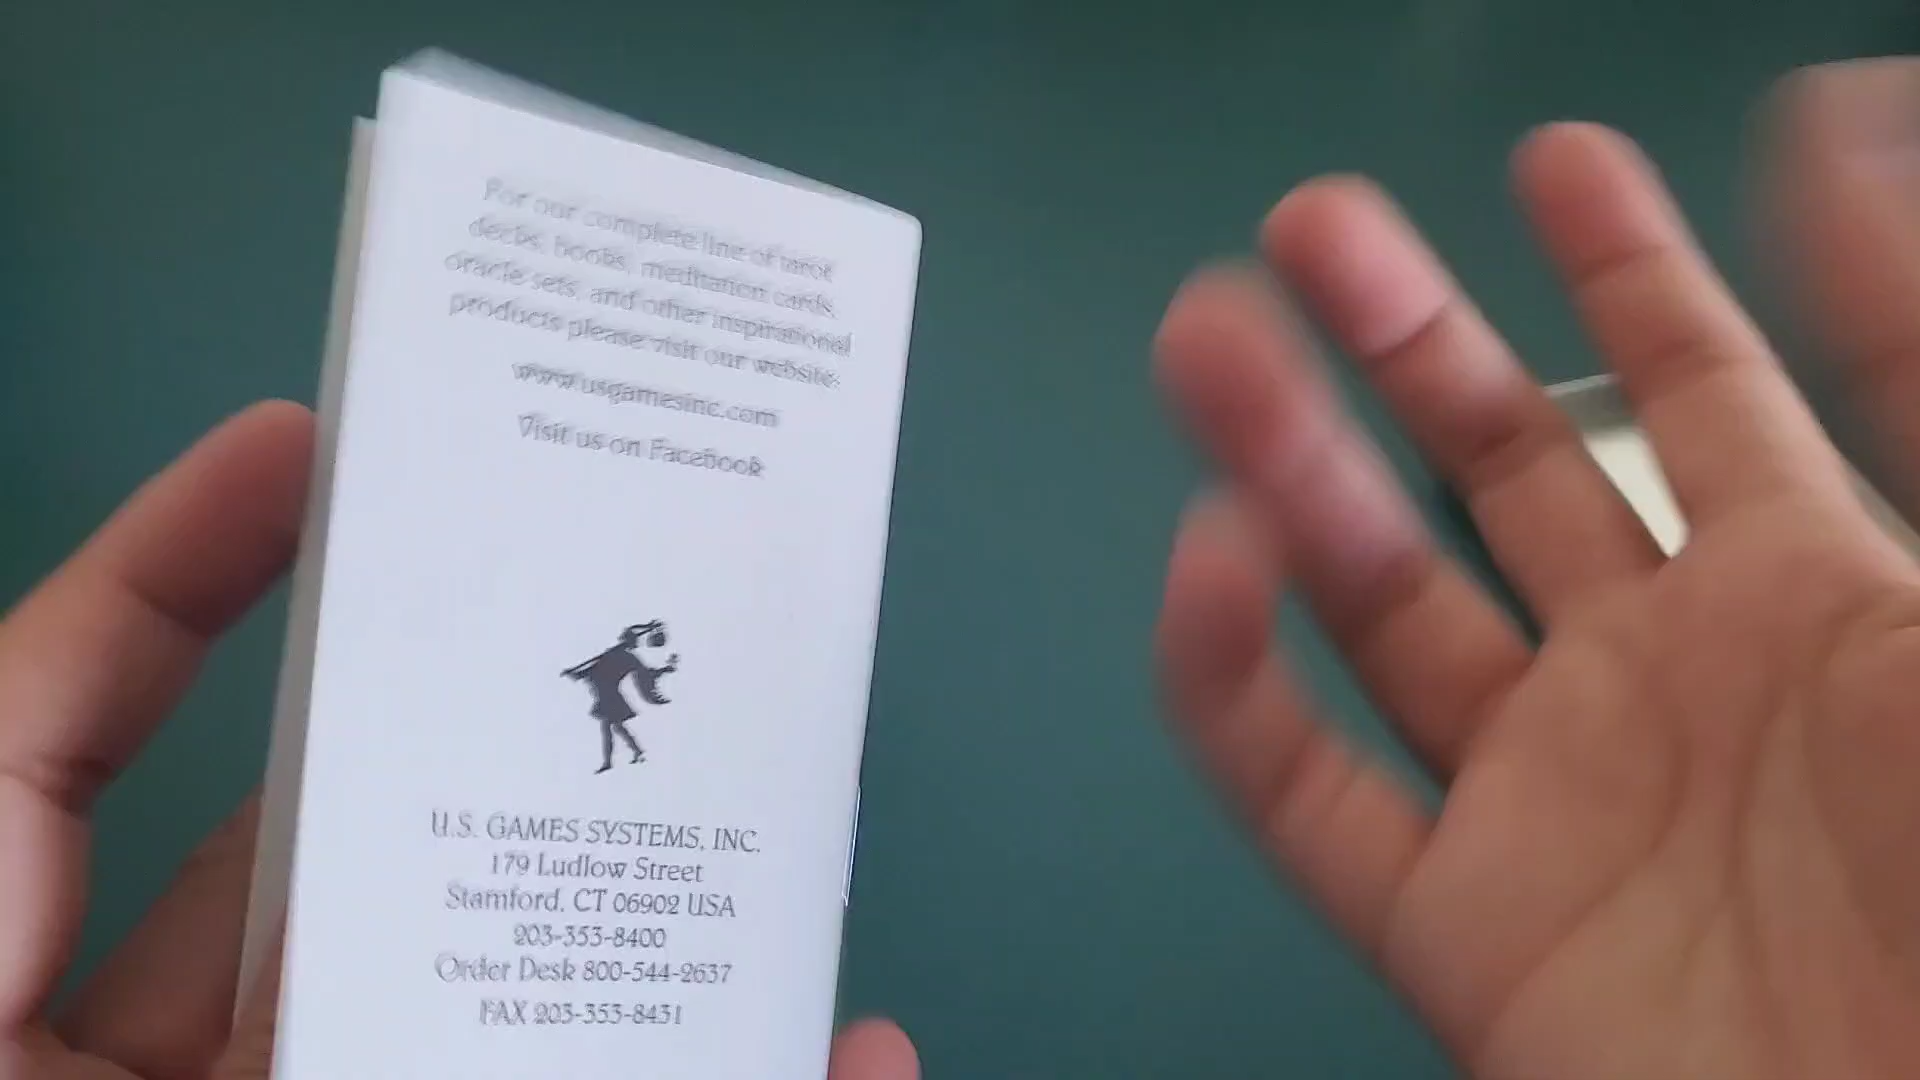 For our complete line of tarot
decks, books, meditation cards,
oracle sets, and other inspirational
products please visit our website:
www.usgamesinc.com
Visit us on Facebook
U.S. GAMES SYSTEMS, INC.
179 Ludlow Street
Stamford, CT 06902 USA
203-353-8400
Order Desk 800-544-2637
FAX 203-353-8431